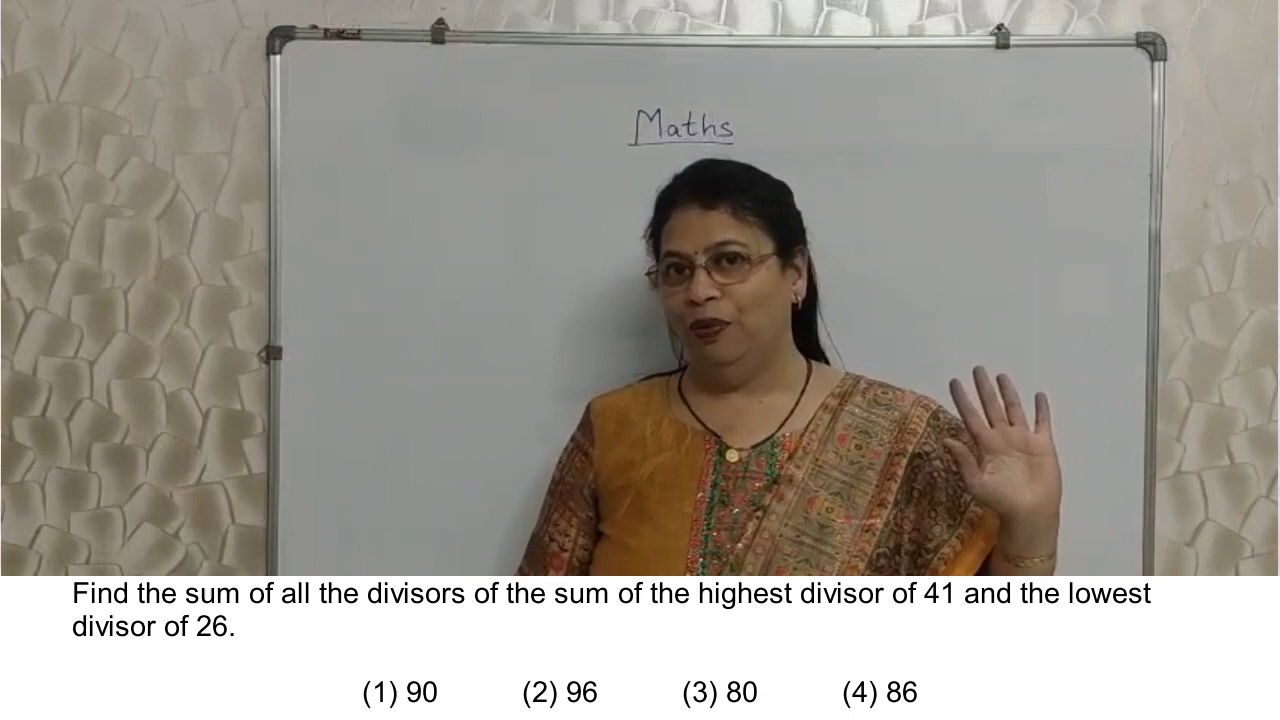 Maths
Find the sum of all the divisors of the sum of the highest divisor of 41 and the lowest
divisor of 26.
(1) 90 (2) 96 (3) 80 (4) 86